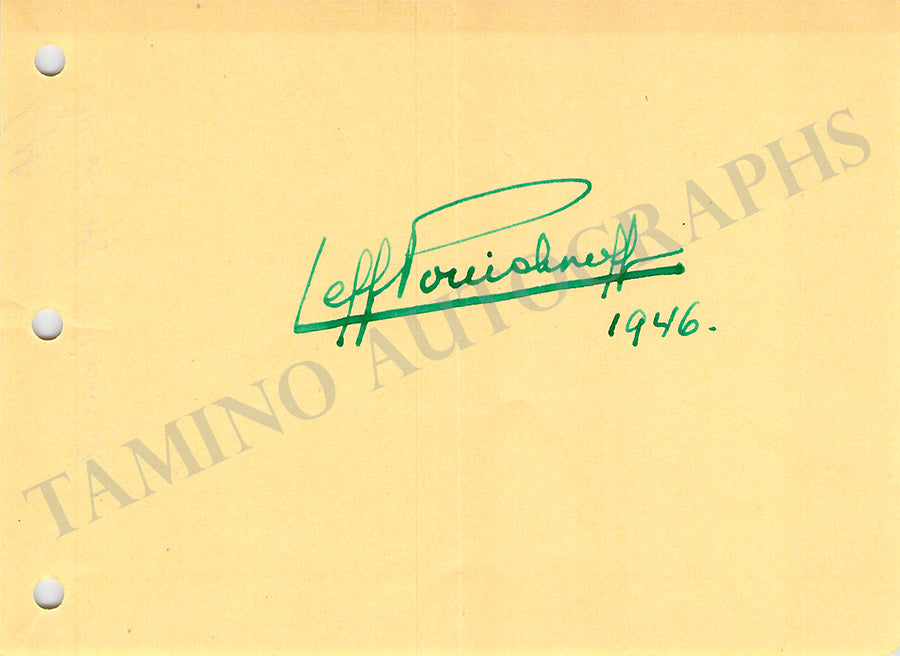 Leff Pouishnoff
1946.
TAMINO AUTOGRAPHS